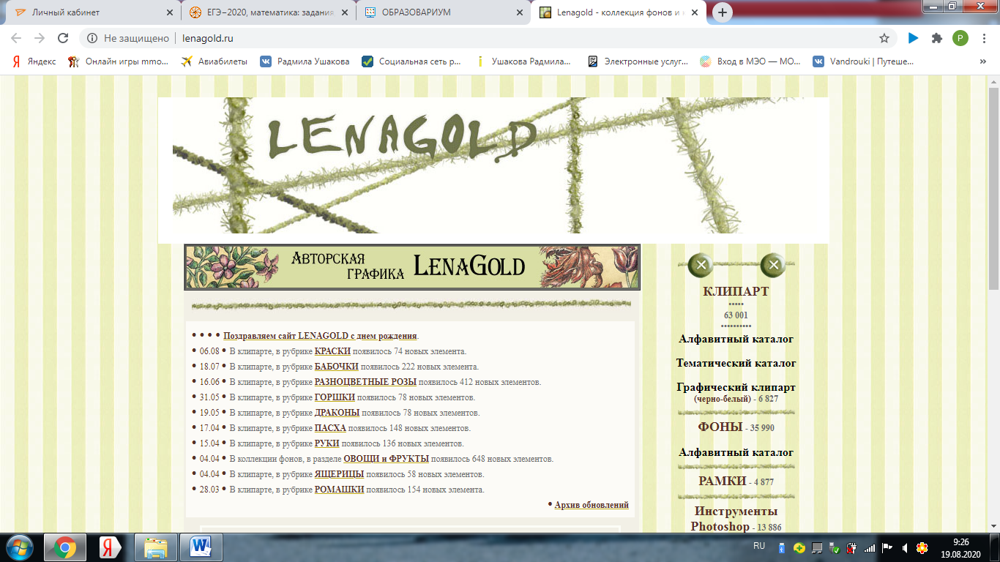 Личный кабинет
ЕГЭ–2020, математика: задания
ОБРАЗОВАРИУМ
Lenagold - коллекция фонов и
Не защищено
lenagold.ru
P
Яндекс
Онлайн игры mmo...
Авиабилеты
Радмила Ушакова
Социальная сеть р...
Ушакова Радмила...
Электронные услуг...
Вход в МЭО — МО...
Vandrouki | Путеше...
LENAGOLD
АВТОРСКАЯ ГРАФИКА LENAGOLD
• • • • Поздравляем сайт LENAGOLD с днем рождения.
• 06.08 • В клипарте, в рубрике КРАСКИ появилось 74 новых элемента.
• 18.07 • В клипарте, в рубрике БАБОЧКИ появилось 222 новых элемента.
• 16.06 • В клипарте, в рубрике РАЗНОЦВЕТНЫЕ РОЗЫ появилось 412 новых элементов.
• 31.05 • В клипарте, в рубрике ГОРШКИ появилось 78 новых элементов.
• 19.05 • В клипарте, в рубрике ДРАКОНЫ появилось 78 новых элементов.
• 17.04 • В клипарте, в рубрике ПАСХА появилось 148 новых элементов.
• 15.04 • В клипарте, в рубрике РУКИ появилось 136 новых элементов.
• 04.04 • В коллекции фонов, в разделе ОВОЩИ и ФРУКТЫ появилось 648 новых элементов.
• 04.04 • В клипарте, в рубрике ЯЩЕРИЦЫ появилось 58 новых элементов.
• 28.03 • В клипарте, в рубрике РОМАШКИ появилось 154 новых элемента.
• Архив обновлений
КЛИПАРТ
•••••
63 001
••••••••••
Алфавитный каталог
Тематический каталог
Графический клипарт
(черно-белый) - 6 827
ФОНЫ - 35 990
Алфавитный каталог
РАМКИ - 4 877
Инструменты
Photoshop - 13 886
RU
9:26
19.08.2020